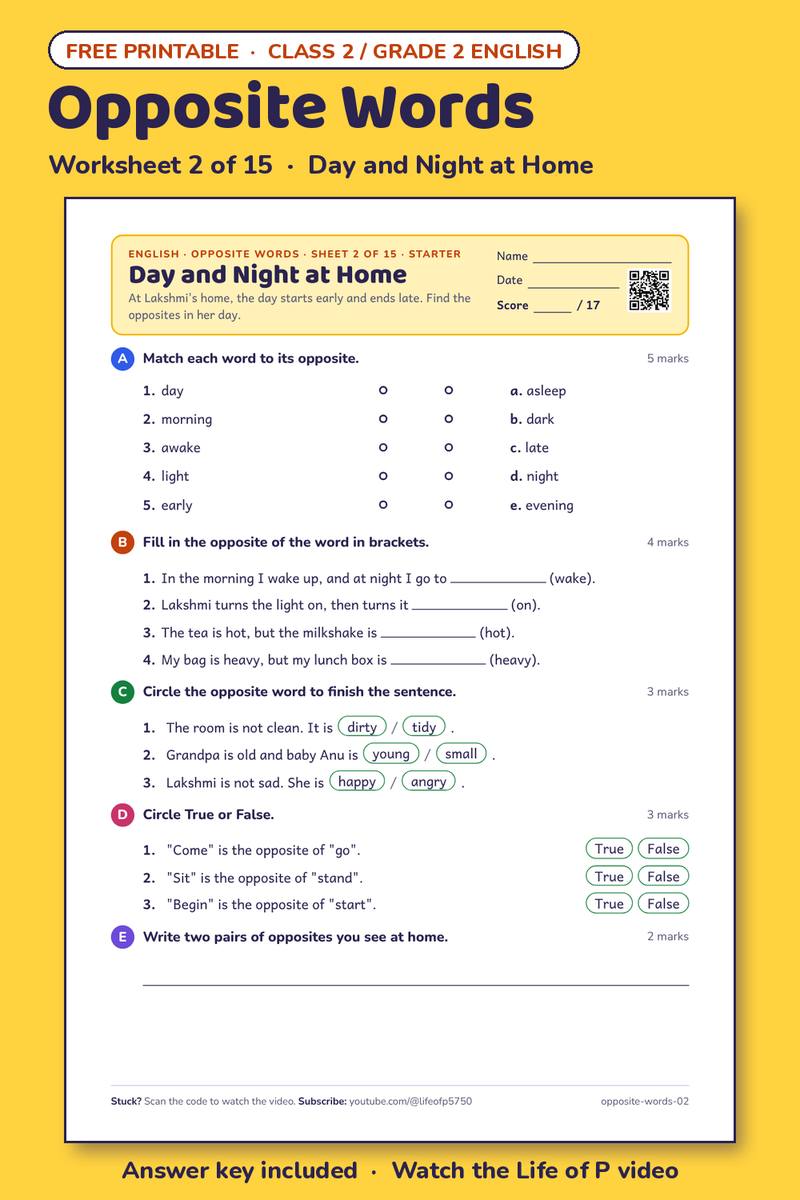 FREE PRINTABLE · CLASS 2 / GRADE 2 ENGLISH
Opposite Words
Worksheet 2 of 15 · Day and Night at Home
ENGLISH · OPPOSITE WORDS · SHEET 2 OF 15 · STARTER
Day and Night at Home
At Lakshmi's home, the day starts early and ends late. Find the
opposites in her day.
Name
Date
Score / 17
A Match each word to its opposite. 5 marks
1. day a. asleep
2. morning b. dark
3. awake c. late
4. light d. night
5. early e. evening
B Fill in the opposite of the word in brackets. 4 marks
1. In the morning I wake up, and at night I go to ____________ (wake).
2. Lakshmi turns the light on, then turns it ____________ (on).
3. The tea is hot, but the milkshake is ____________ (hot).
4. My bag is heavy, but my lunch box is ____________ (heavy).
C Circle the opposite word to finish the sentence. 3 marks
1. The room is not clean. It is dirty / tidy .
2. Grandpa is old and baby Anu is young / small .
3. Lakshmi is not sad. She is happy / angry .
D Circle True or False. 3 marks
1. "Come" is the opposite of "go". True False
2. "Sit" is the opposite of "stand". True False
3. "Begin" is the opposite of "start". True False
E Write two pairs of opposites you see at home. 2 marks
Stuck? Scan the code to watch the video. Subscribe: youtube.com/@lifeofp5750 opposite-words-02
Answer key included · Watch the Life of P video